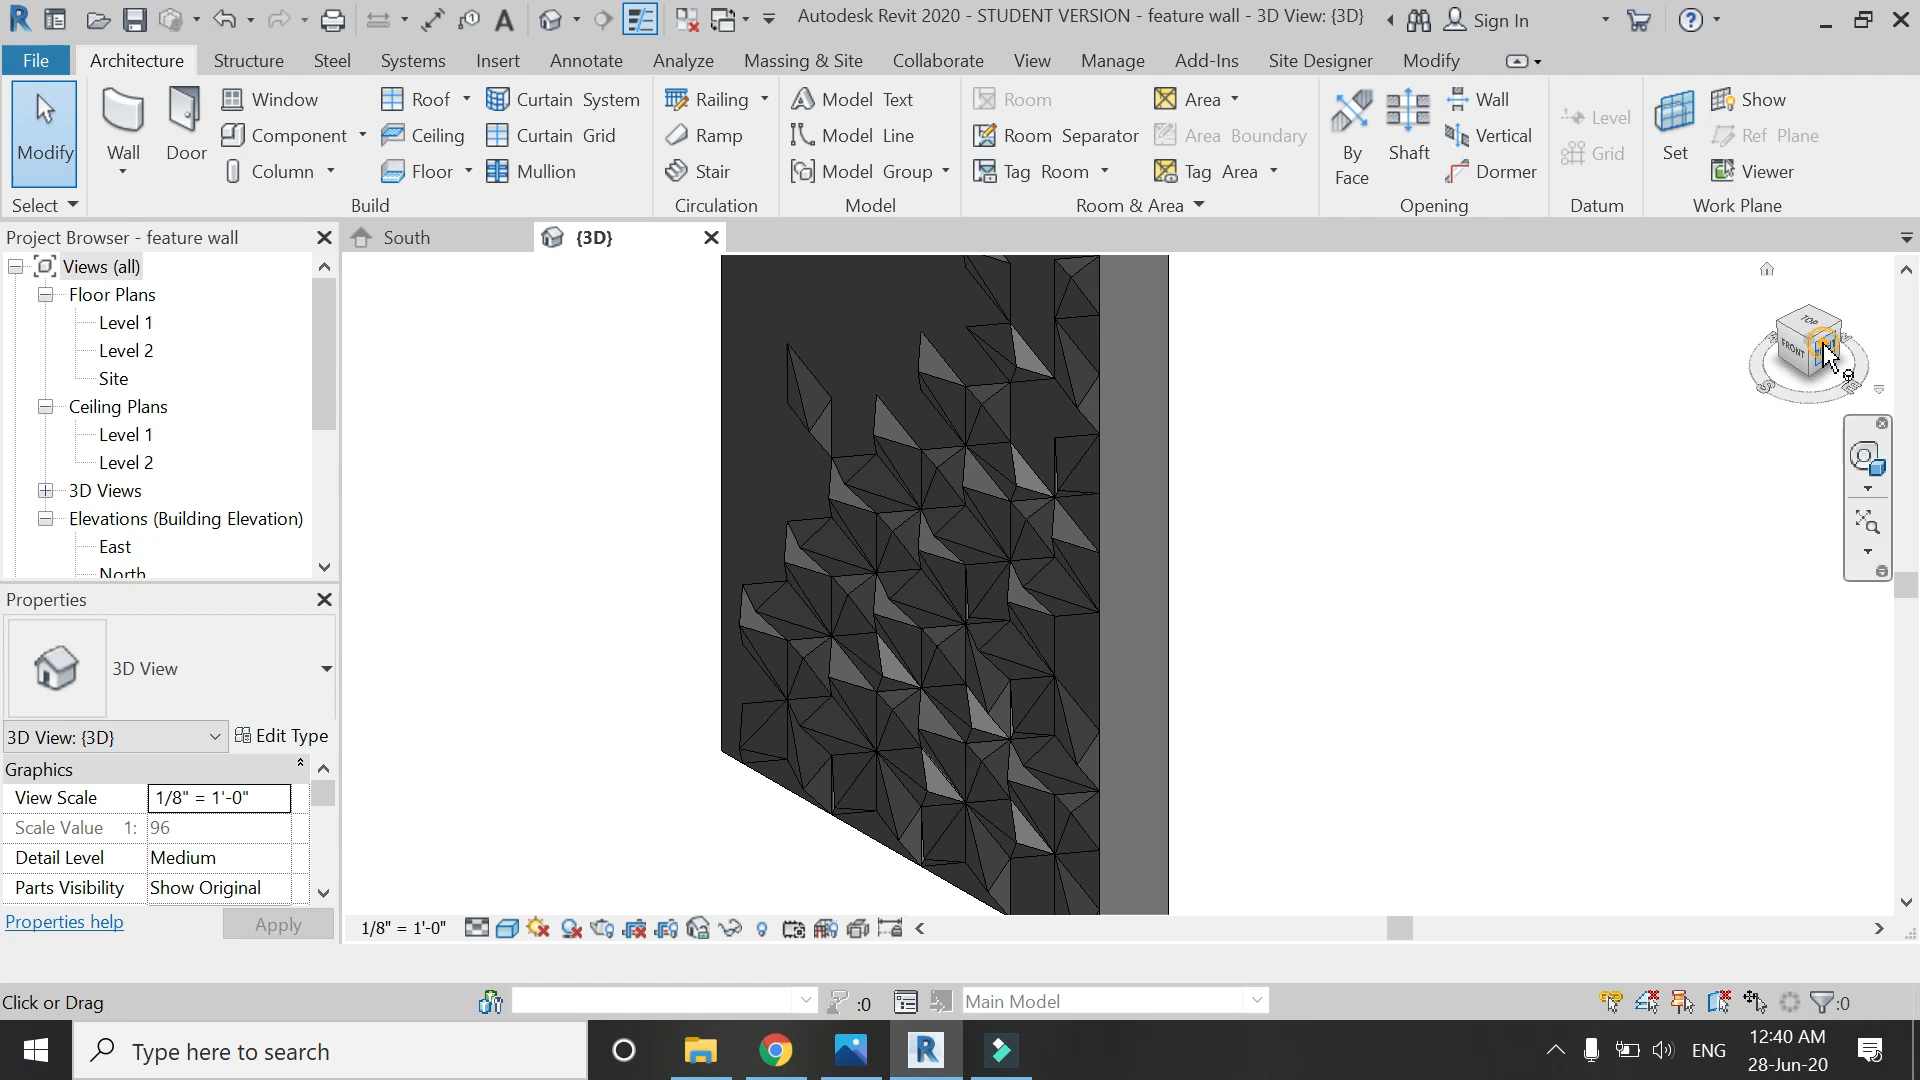 Autodesk Revit 2020 - STUDENT VERSION - feature wall - 3D View: {3D}
Sign In
File Architecture Structure Steel Systems Insert Annotate Analyze Massing & Site Collaborate View Manage Add-Ins Site Designer Modify
Window Roof Curtain System Railing Model Text Room Area Wall Show
Component Ceiling Curtain Grid Ramp Model Line Room Separator Area Boundary Vertical Level Ref Plane
Modify Wall Door By Face Shaft Grid Set
Column Floor Mullion Stair Model Group Tag Room Tag Area Dormer Viewer
Select Build Circulation Model Room & Area Opening Datum Work Plane
Project Browser - feature wall
South
{3D}
Views (all)
Floor Plans
Level 1
Level 2
Site
Ceiling Plans
Level 1
Level 2
3D Views
Elevations (Building Elevation)
East
North
TOP
FRONT
Properties
3D View
3D View: {3D}
Edit Type
Graphics
View Scale 1/8" = 1'-0"
Scale Value 1: 96
Detail Level Medium
Parts Visibility Show Original
Properties help
Apply
1/8" = 1'-0"
Click or Drag
:0
Main Model
:0
Type here to search
ENG
12:40 AM
28-Jun-20